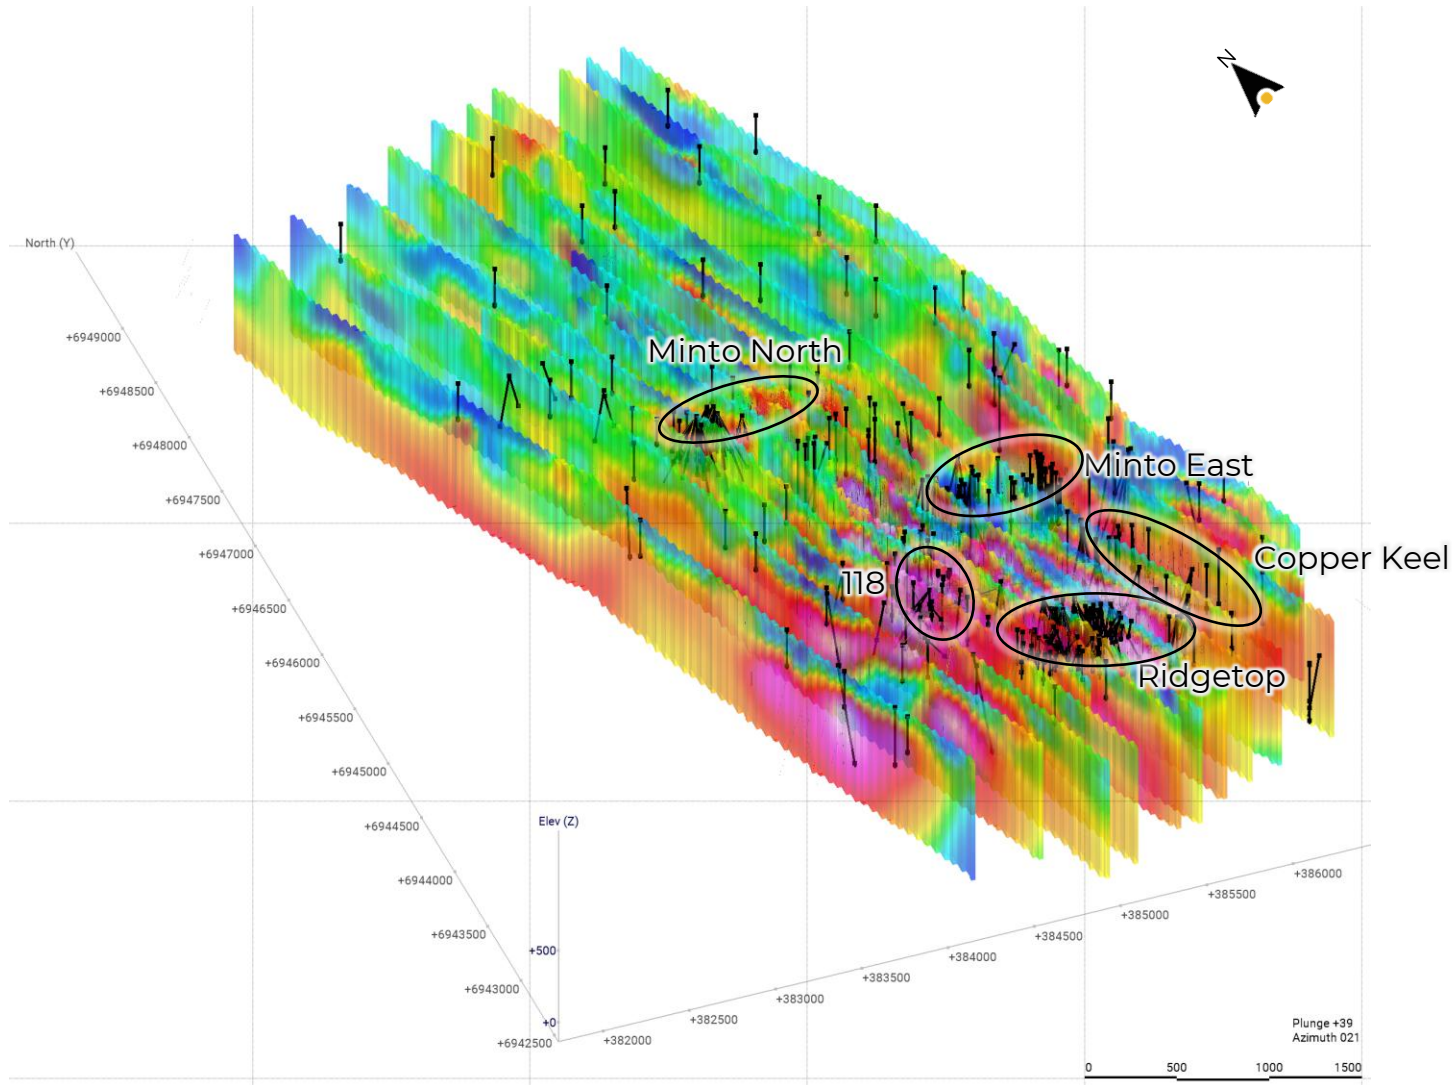 N
North (Y)
+6949000
+6948500
+6948000
+6947500
+6947000
+6946500
+6946000
+6945500
+6945000
+6944500
+6944000
+6943500
+6943000
+6942500
Minto North
Minto East
Copper Keel
118
Ridgetop
Elev (Z)
+500
+0
+382000
+382500
+383000
+383500
+384000
+384500
+385000
+385500
+386000
Plunge +39
Azimuth 021
0 500 1000 1500